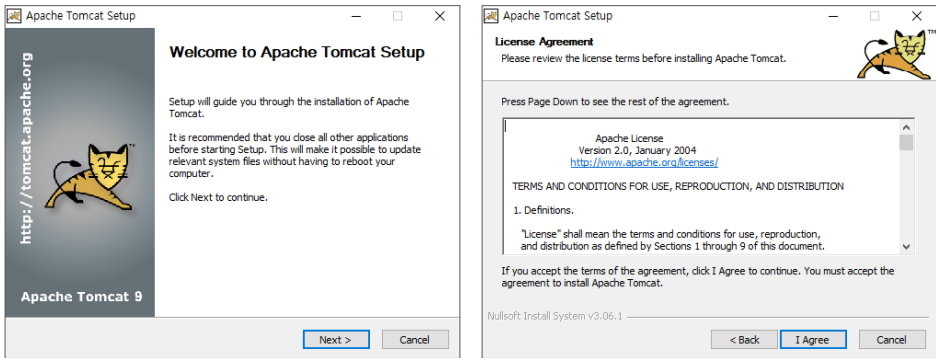 Apache Tomcat Setup
http://tomcat.apache.org
Apache Tomcat 9
Welcome to Apache Tomcat Setup
Setup will guide you through the installation of Apache
Tomcat.
It is recommended that you close all other applications
before starting Setup. This will make it possible to update
relevant system files without having to reboot your
computer.
Click Next to continue.
Next >
Cancel
Apache Tomcat Setup
License Agreement
Please review the license terms before installing Apache Tomcat.
TM
Press Page Down to see the rest of the agreement.
Apache License
Version 2.0, January 2004
http://www.apache.org/licenses/
TERMS AND CONDITIONS FOR USE, REPRODUCTION, AND DISTRIBUTION
1. Definitions.
"License" shall mean the terms and conditions for use, reproduction,
and distribution as defined by Sections 1 through 9 of this document.
If you accept the terms of the agreement, click I Agree to continue. You must accept the
agreement to install Apache Tomcat.
Nullsoft Install System v3.06.1
< Back
I Agree
Cancel